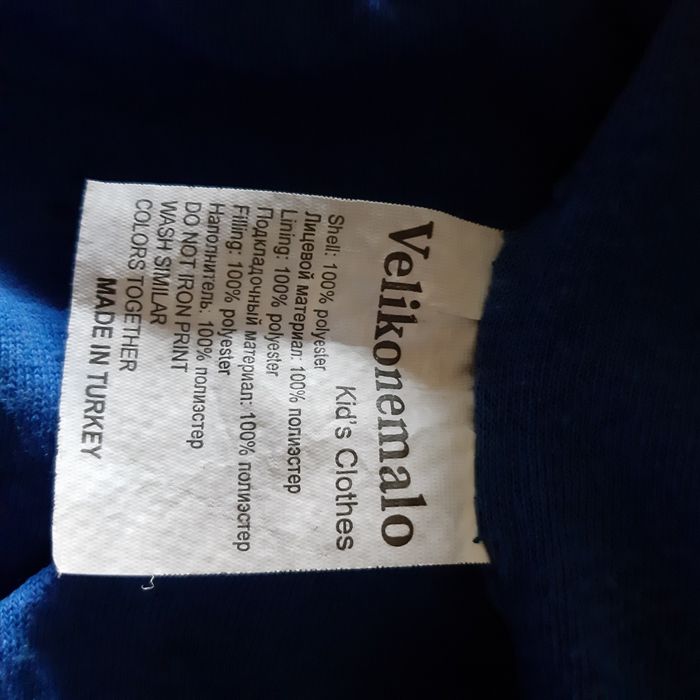 Velikonemalo
Kid's Clothes
Shell: 100% polyester
Лицевой материал: 100% полиэстер
Lining: 100% polyester
Подкладочный материал: 100% полиэстер
Filling: 100% polyester
Наполнитель: 100% полиэстер
DO NOT IRON PRINT
WASH SIMILAR
COLORS TOGETHER
MADE IN TURKEY